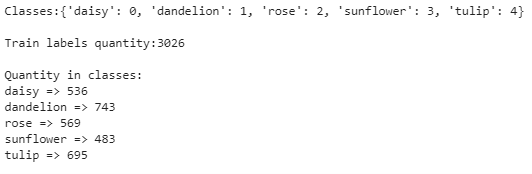 Classes:{'daisy': 0, 'dandelion': 1, 'rose': 2, 'sunflower': 3, 'tulip': 4}
Train labels quantity:3026
Quantity in classes:
daisy => 536
dandelion => 743
rose => 569
sunflower => 483
tulip => 695